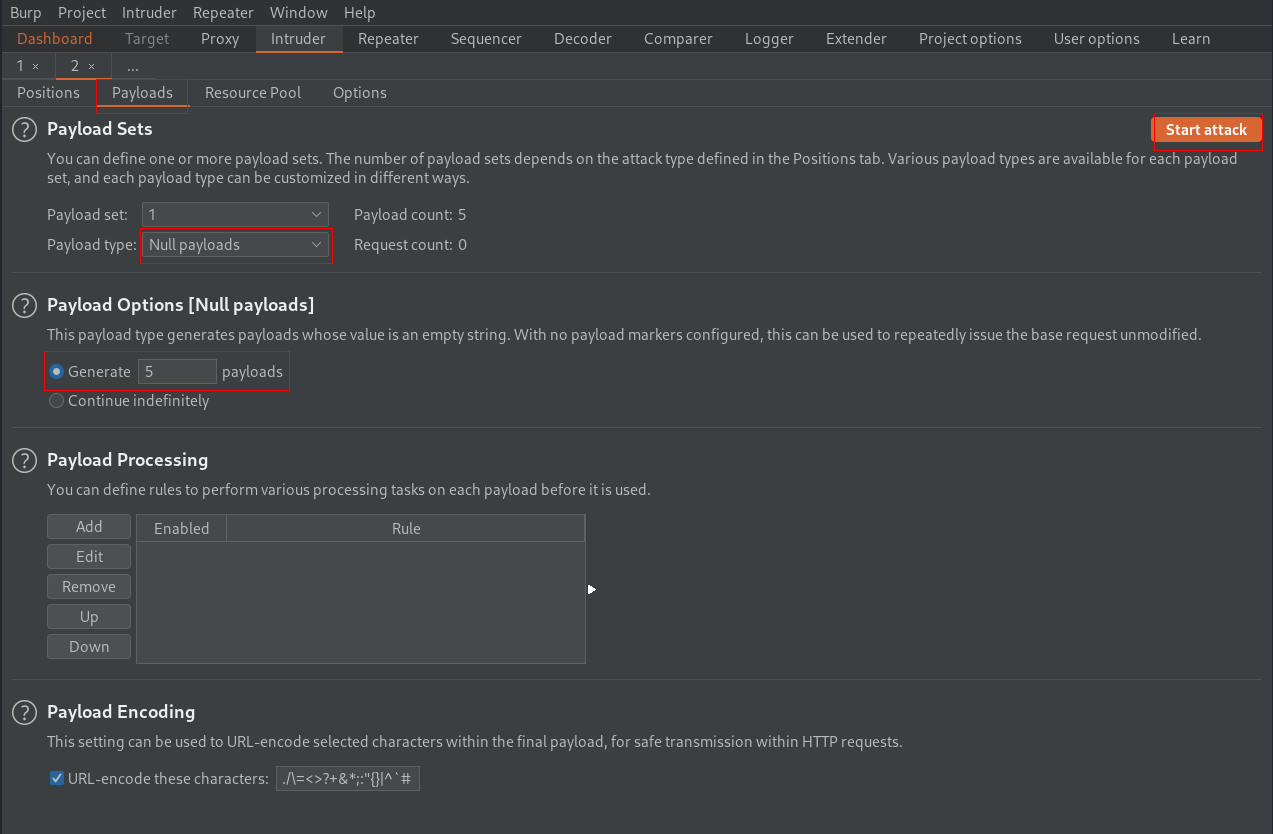 Burp Project Intruder Repeater Window Help
Dashboard Target Proxy Intruder Repeater Sequencer Decoder Comparer Logger Extender Project options User options Learn
1 × 2 × ...
Positions Payloads Resource Pool Options
? Payload Sets Start attack
You can define one or more payload sets. The number of payload sets depends on the attack type defined in the Positions tab. Various payload types are available for each payload
set, and each payload type can be customized in different ways.
Payload set: 1 Payload count: 5
Payload type: Null payloads Request count: 0
? Payload Options [Null payloads]
This payload type generates payloads whose value is an empty string. With no payload markers configured, this can be used to repeatedly issue the base request unmodified.
Generate 5 payloads
Continue indefinitely
? Payload Processing
You can define rules to perform various processing tasks on each payload before it is used.
Add Enabled Rule
Edit
Remove
Up
Down
? Payload Encoding
This setting can be used to URL-encode selected characters within the final payload, for safe transmission within HTTP requests.
URL-encode these characters: ./\=<>?+&*;:"{}|^`#